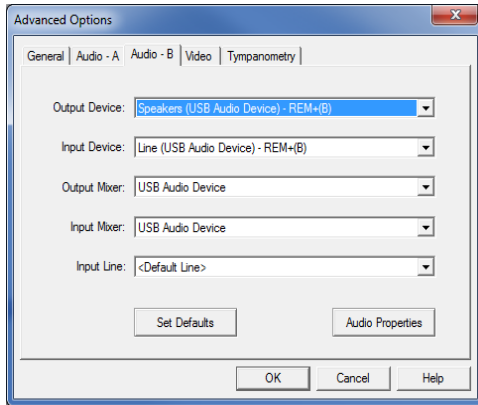 Advanced Options
General Audio - A Audio - B Video Tympanometry
Output Device: Speakers (USB Audio Device) - REM+(B)
Input Device: Line (USB Audio Device) - REM+(B)
Output Mixer: USB Audio Device
Input Mixer: USB Audio Device
Input Line: <Default Line>
Set Defaults Audio Properties
OK Cancel Help